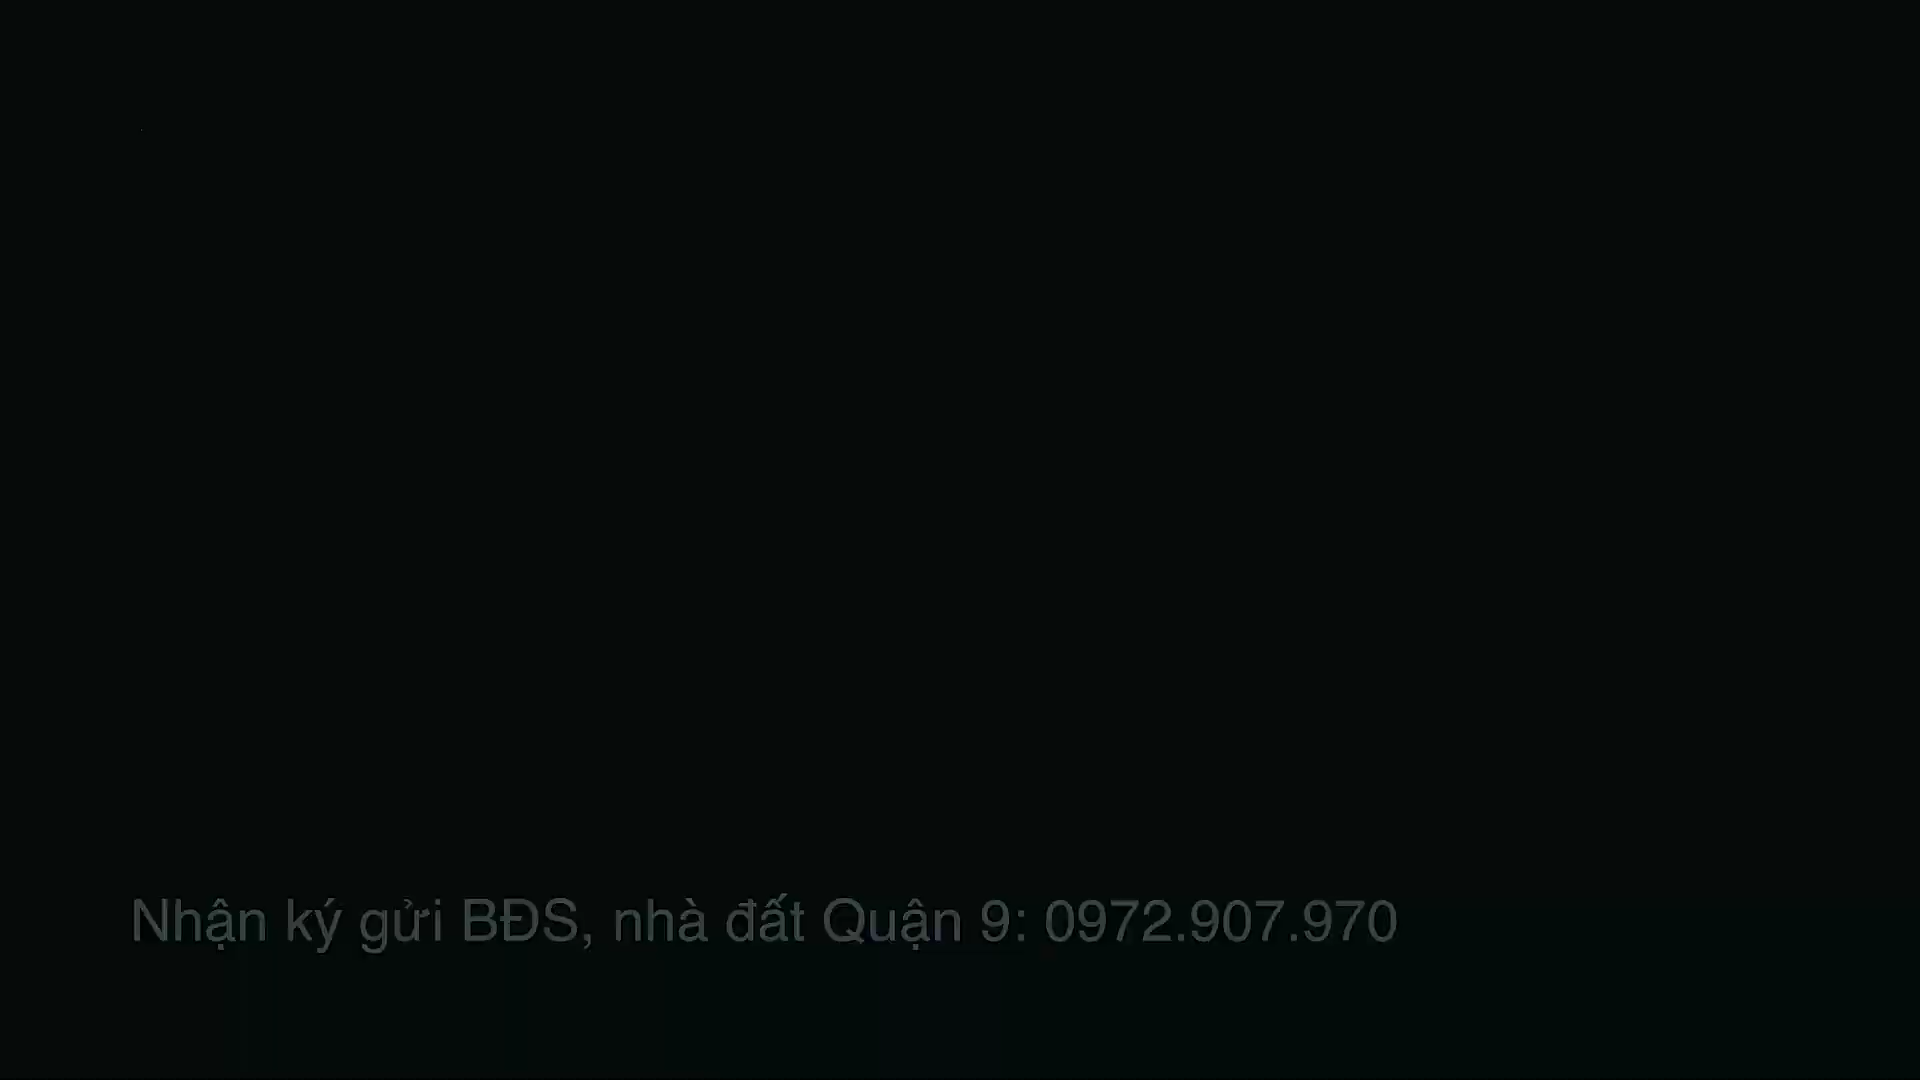 Nhận ký gửi BĐS, nhà đất Quận 9: 0972.907.970